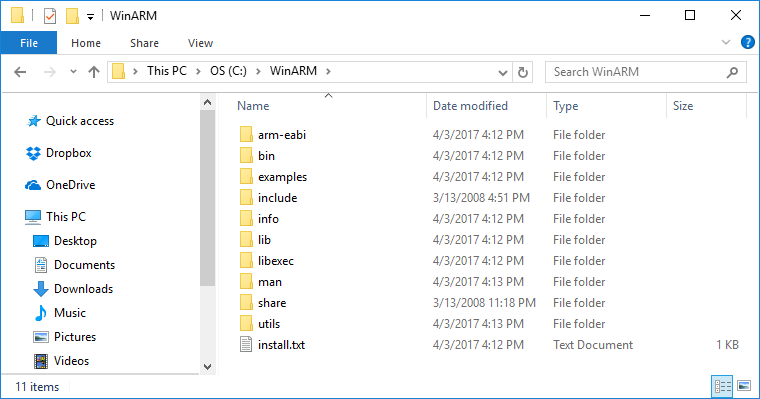 WinARM
File Home Share View
This PC OS (C:) WinARM Search WinARM
Name Date modified Type Size
Quick access
Dropbox
OneDrive
This PC
Desktop
Documents
Downloads
Music
Pictures
Videos
arm-eabi 4/3/2017 4:12 PM File folder
bin 4/3/2017 4:12 PM File folder
examples 4/3/2017 4:12 PM File folder
include 3/13/2008 4:51 PM File folder
info 4/3/2017 4:12 PM File folder
lib 4/3/2017 4:12 PM File folder
libexec 4/3/2017 4:12 PM File folder
man 4/3/2017 4:13 PM File folder
share 3/13/2008 11:18 PM File folder
utils 4/3/2017 4:13 PM File folder
install.txt 4/3/2017 4:12 PM Text Document 1 KB
11 items